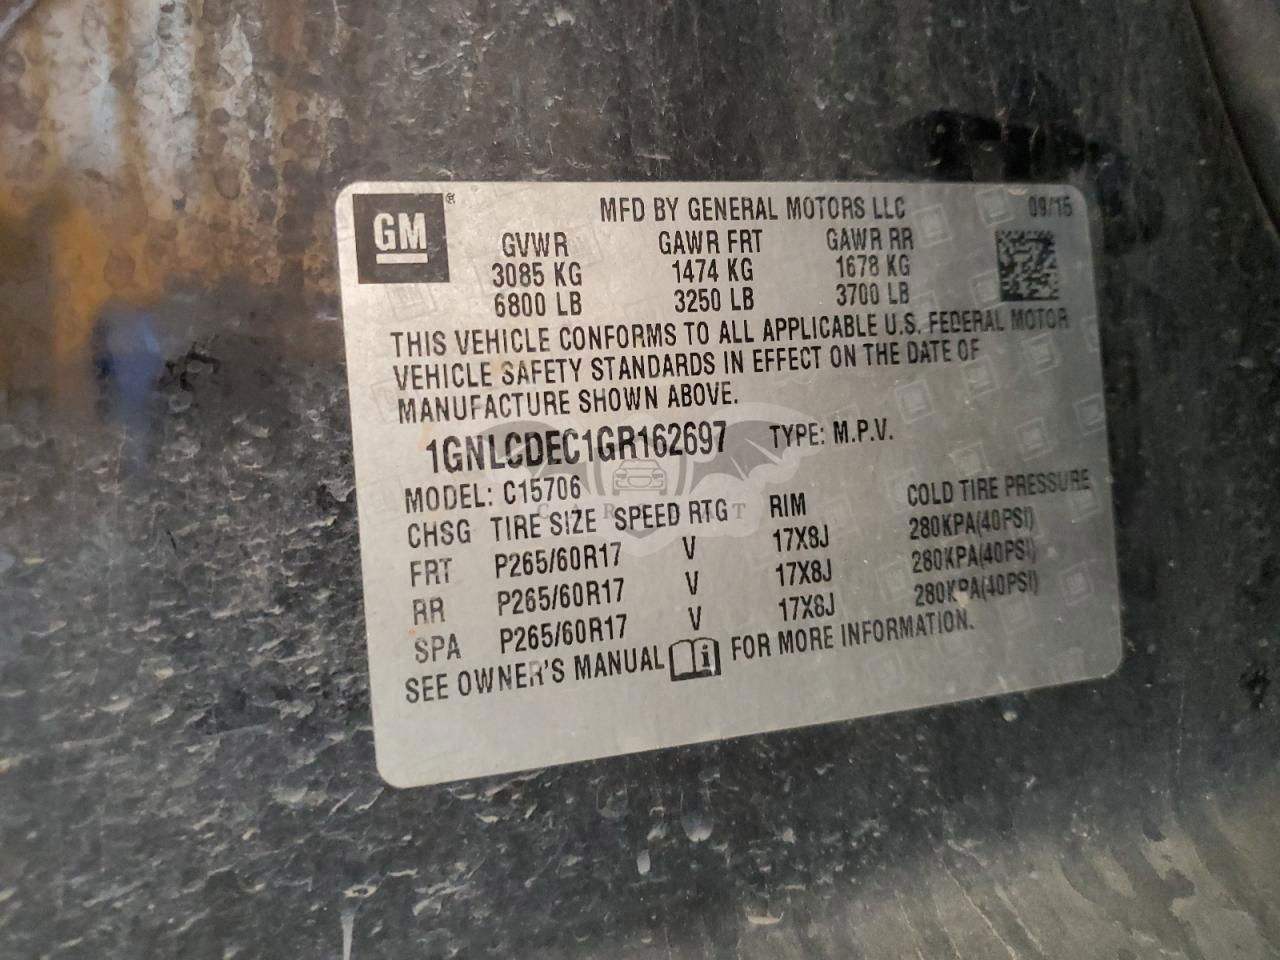 GM®
MFD BY GENERAL MOTORS LLC 09/15
GVWR GAWR FRT GAWR RR
3085 KG 1474 KG 1678 KG
6800 LB 3250 LB 3700 LB
THIS VEHICLE CONFORMS TO ALL APPLICABLE U.S. FEDERAL MOTOR
VEHICLE SAFETY STANDARDS IN EFFECT ON THE DATE OF
MANUFACTURE SHOWN ABOVE.
1GNLCDEC1GR162697 TYPE: M.P.V.
MODEL: C15706
CHSG TIRE SIZE SPEED RTG RIM COLD TIRE PRESSURE
FRT P265/60R17 V 17X8J 280KPA(40PSI)
RR P265/60R17 V 17X8J 280KPA(40PSI)
SPA P265/60R17 V 17X8J 280KPA(40PSI)
SEE OWNER'S MANUAL i FOR MORE INFORMATION.